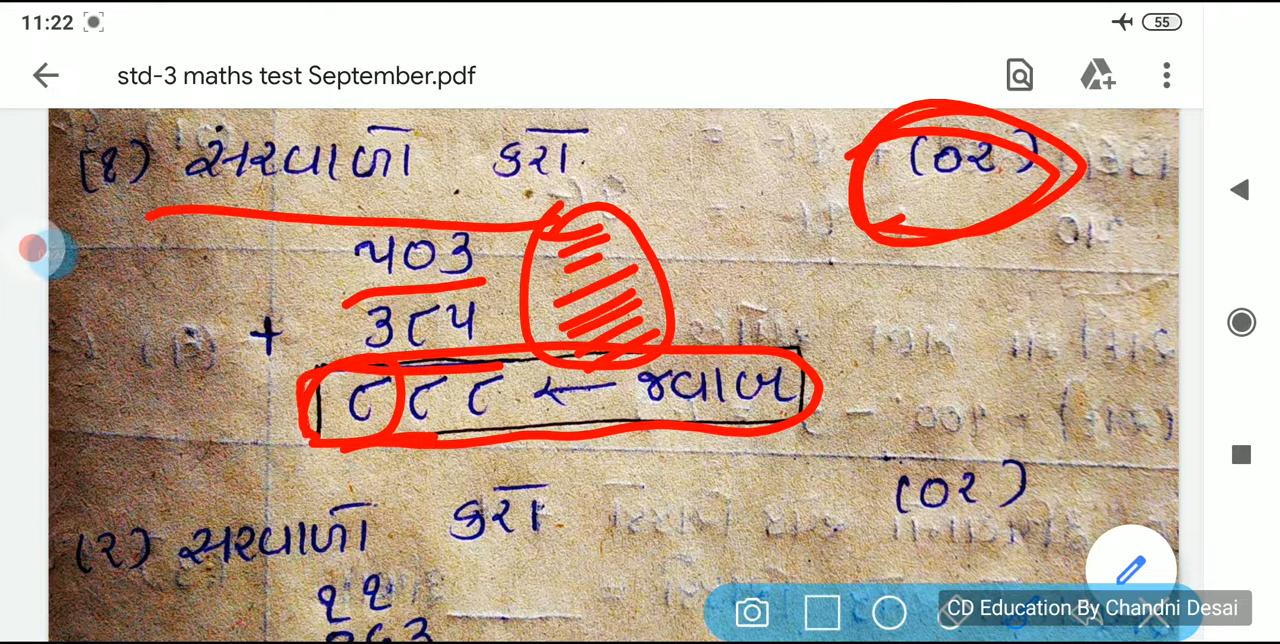 11:22
55
std-3 maths test September.pdf
(૧) સરવાળો કરો. (૦૨)
૫૦૩
+ ૩૮૫
૮૮૮ ← જવાબ
(૨) સરવાળો કરો. (૦૨)
૧૧
CD Education By Chandni Desai